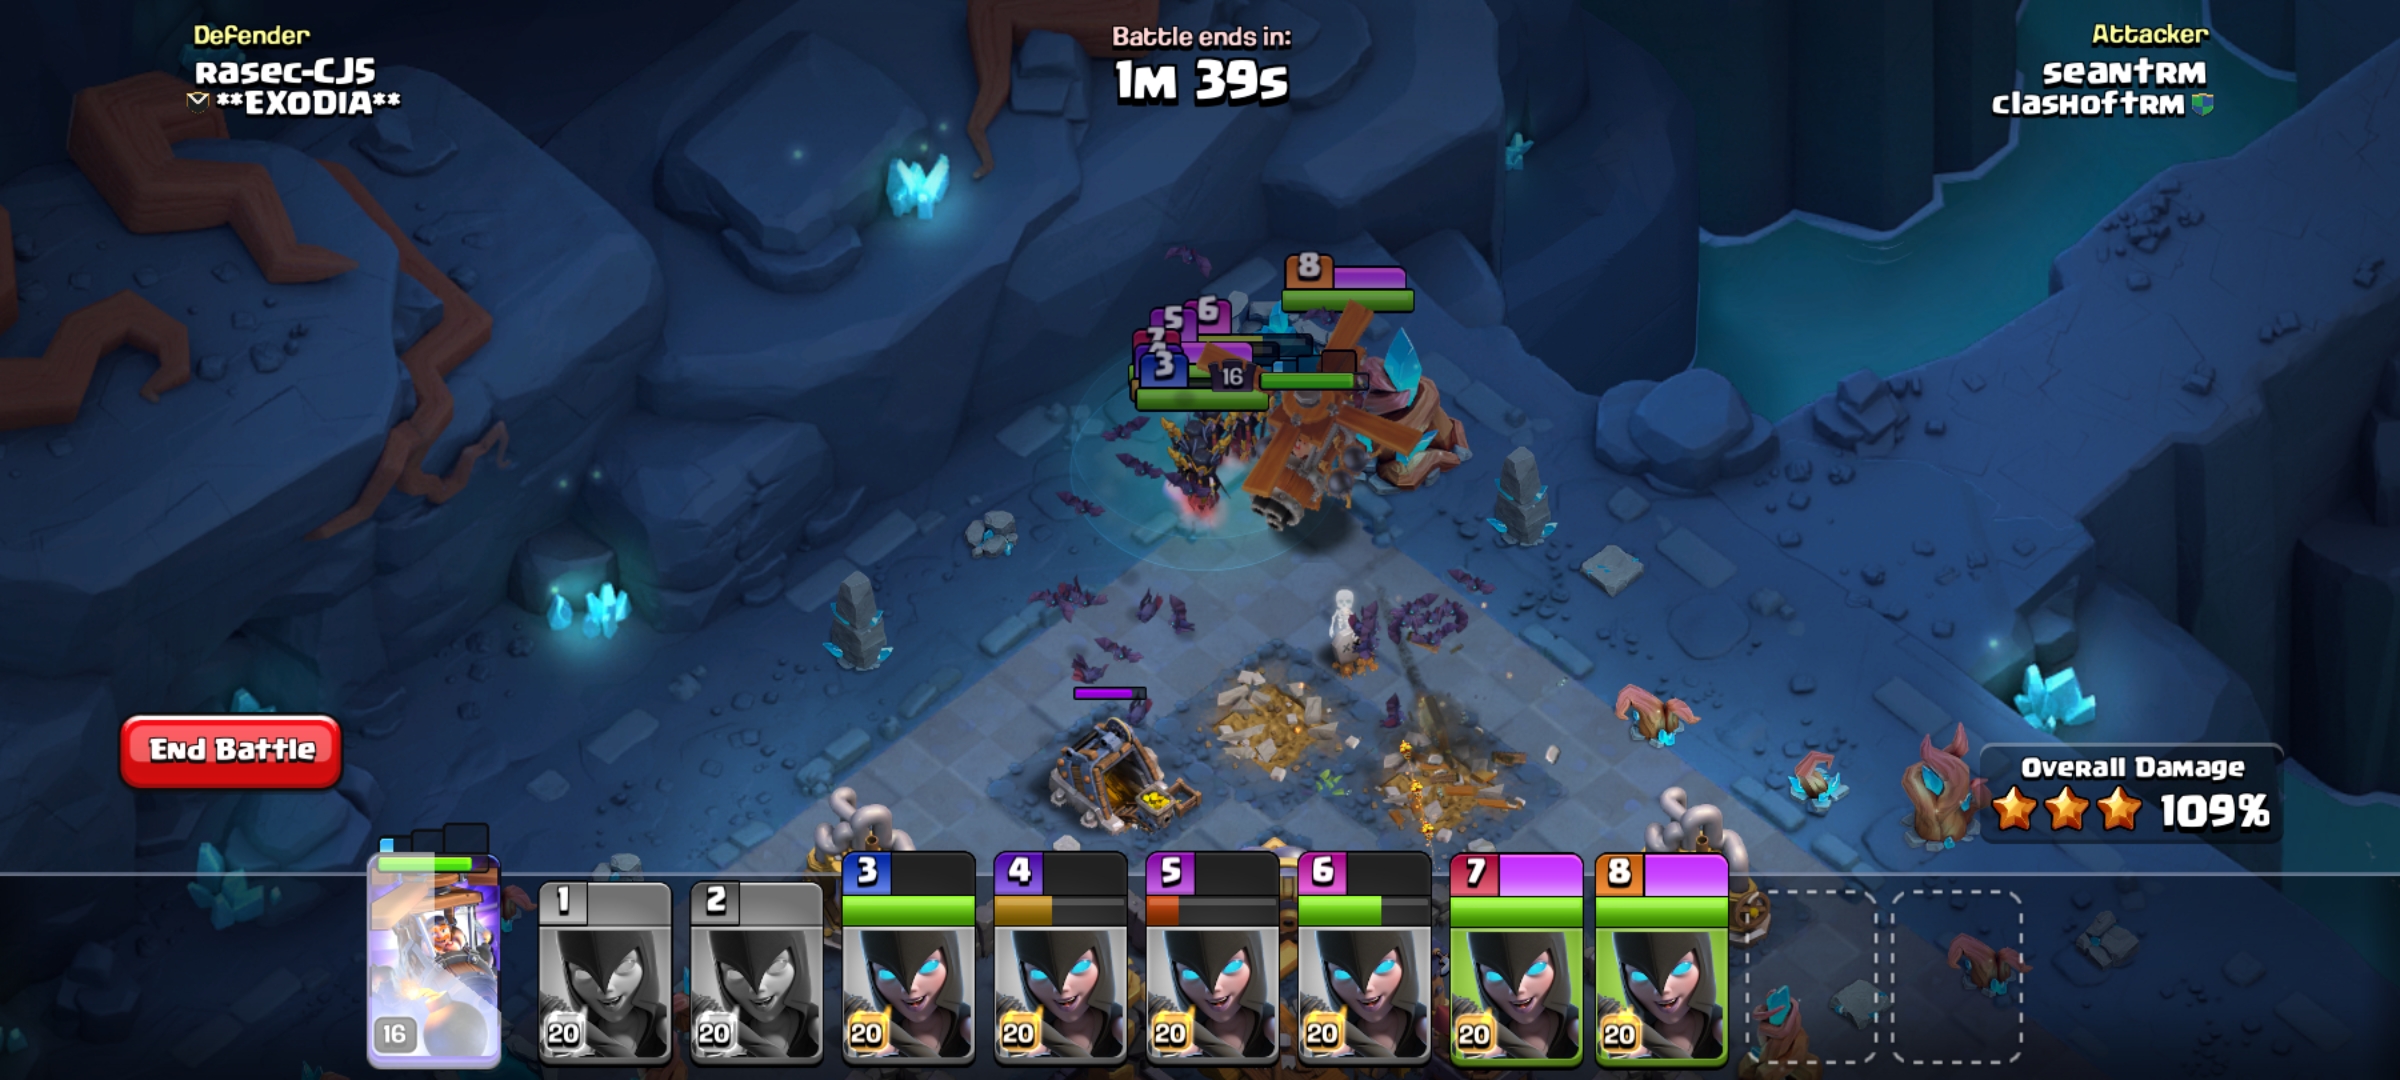 Defender
Rasec-CJS
**EXODIA**
Battle ends in:
1M 39s
Attacker
seantRM
clashoftRM
8
5
6
7
4
3
16
End Battle
Overall Damage
109%
16
1
20
2
20
3
20
4
20
5
20
6
20
7
20
8
20